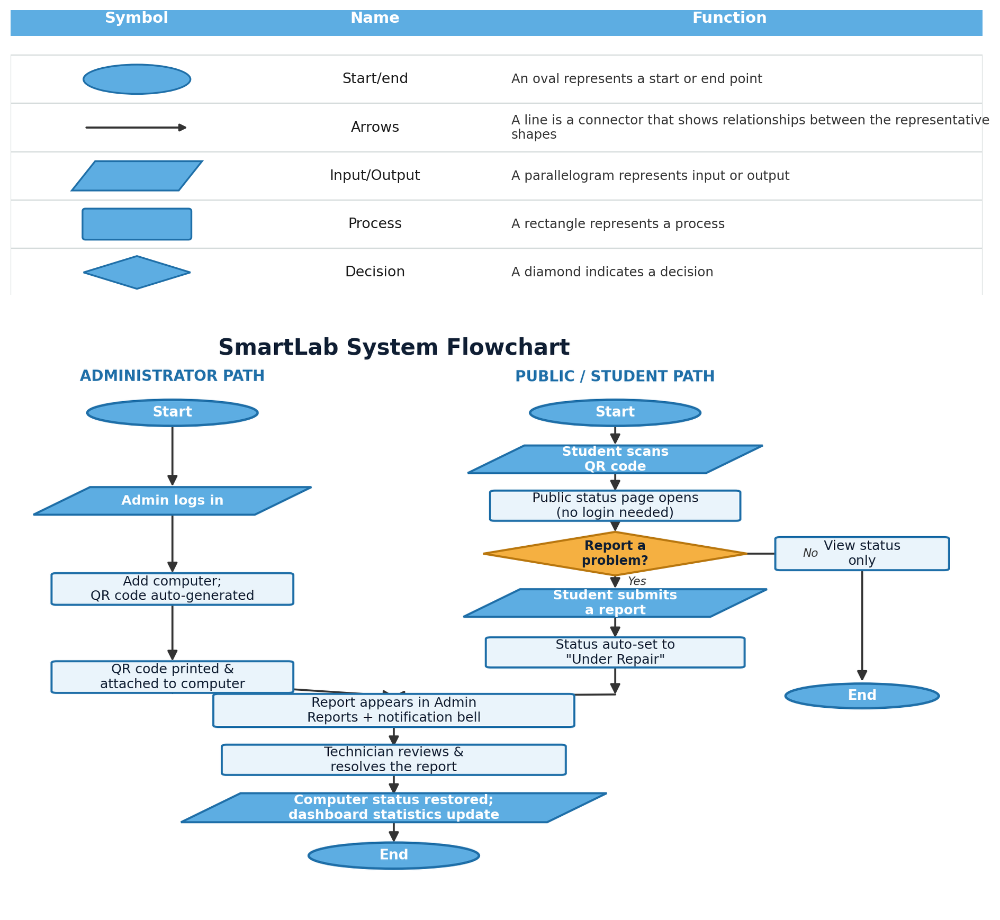 Symbol Name Function
Start/end An oval represents a start or end point
Arrows A line is a connector that shows relationships between the representative
shapes
Input/Output A parallelogram represents input or output
Process A rectangle represents a process
Decision A diamond indicates a decision
SmartLab System Flowchart
ADMINISTRATOR PATH
Start
Admin logs in
Add computer;
QR code auto-generated
QR code printed &
attached to computer
PUBLIC / STUDENT PATH
Start
Student scans
QR code
Public status page opens
(no login needed)
Report a
problem?
No
View status
only
End
Yes
Student submits
a report
Status auto-set to
"Under Repair"
Report appears in Admin
Reports + notification bell
Technician reviews &
resolves the report
Computer status restored;
dashboard statistics update
End